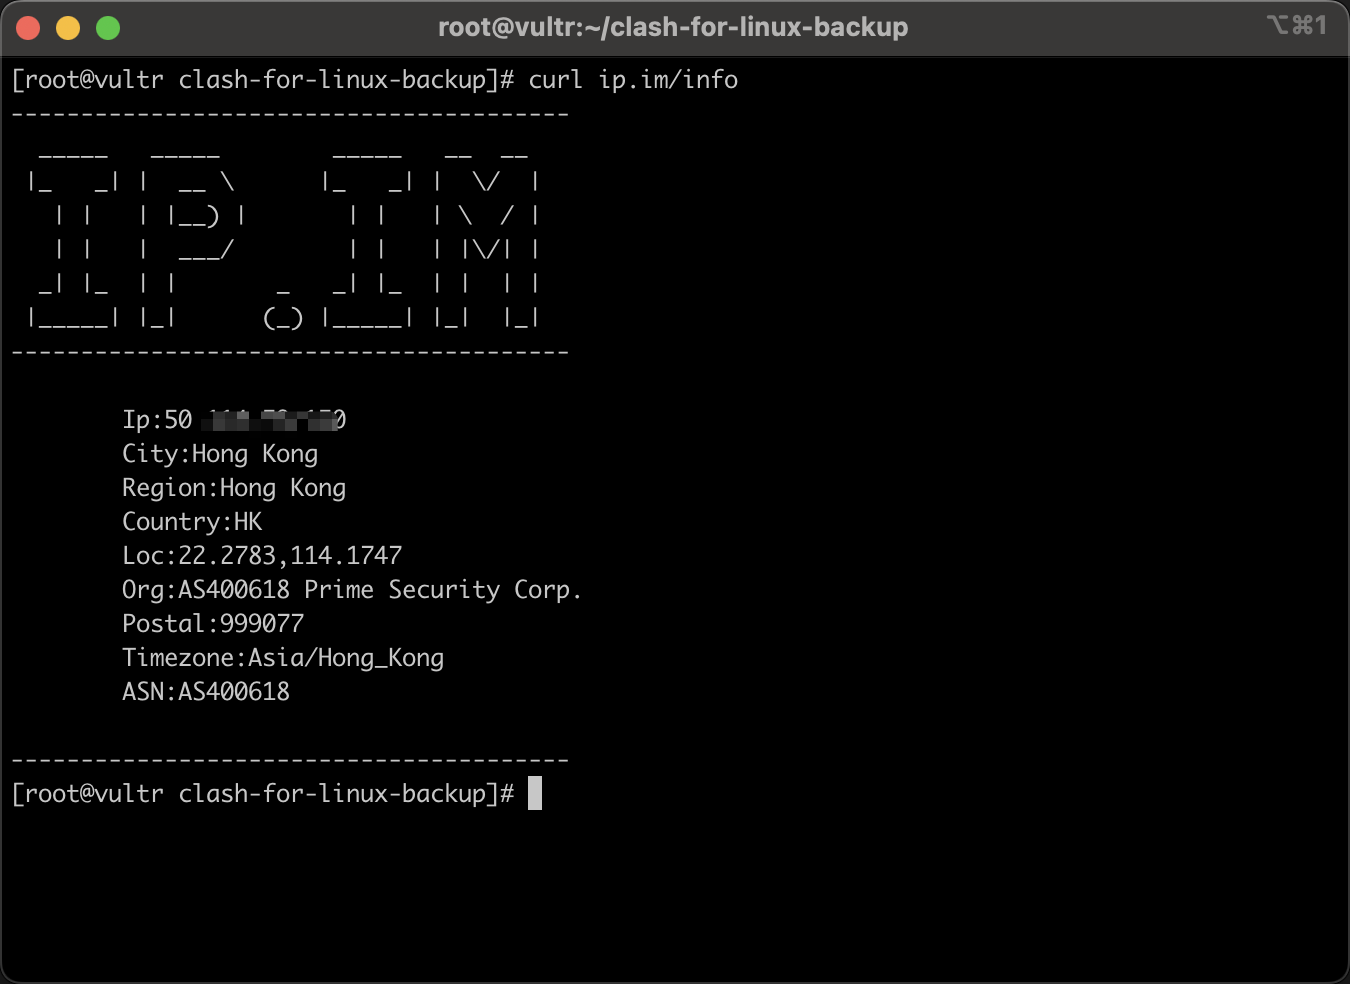 root@vultr:~/clash-for-linux-backup
⌥⌘1
[root@vultr clash-for-linux-backup]# curl ip.im/info
----------------------------------------
  _____   _____        _____   __  __
 |_   _| |  __ \      |_   _| |  \/  |
   | |   | |__) |       | |   | \  / |
   | |   |  ___/        | |   | |\/| |
  _| |_  | |       _   _| |_  | |  | |
 |_____| |_|      (_) |_____| |_|  |_|
----------------------------------------
Ip:50
City:Hong Kong
Region:Hong Kong
Country:HK
Loc:22.2783,114.1747
Org:AS400618 Prime Security Corp.
Postal:999077
Timezone:Asia/Hong_Kong
ASN:AS400618
----------------------------------------
[root@vultr clash-for-linux-backup]#